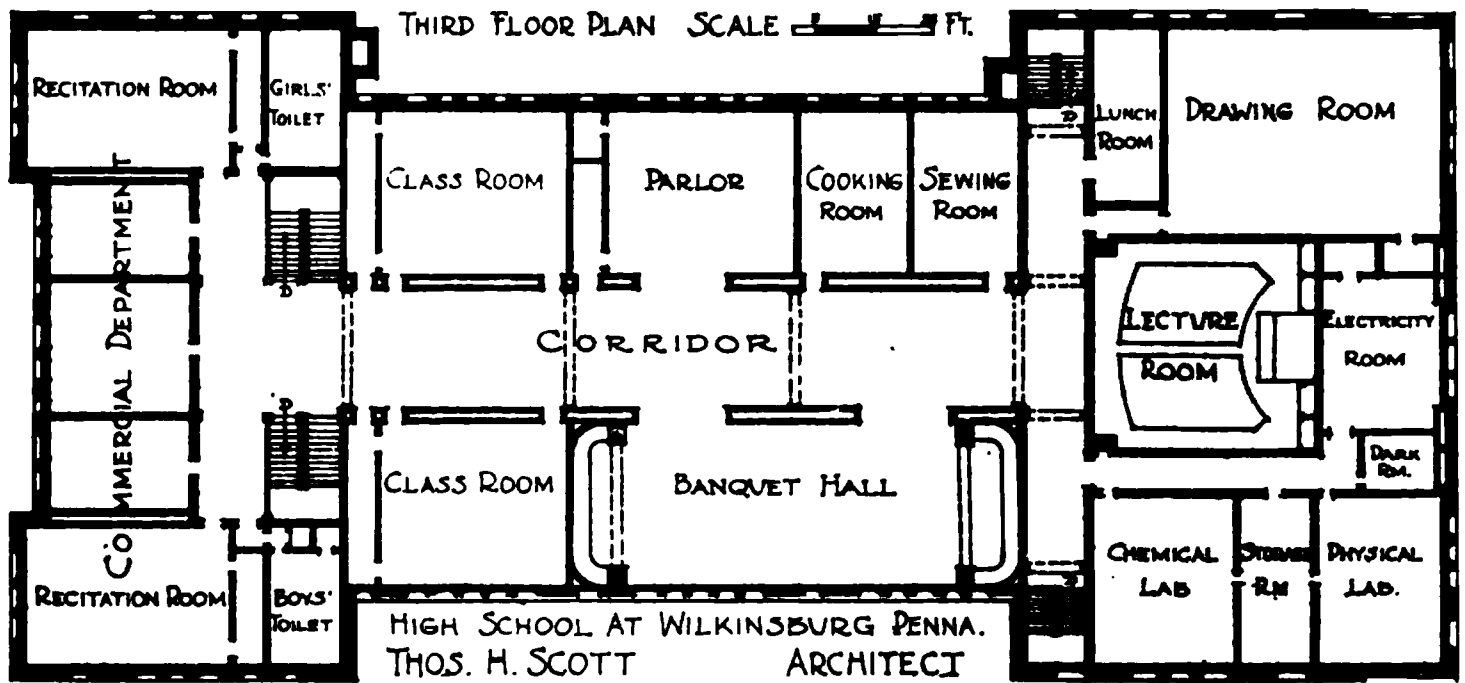 THIRD FLOOR PLAN SCALE FT.
RECITATION ROOM
GIRLS'
TOILET
CLASS ROOM
PARLOR
COOKING
ROOM
SEWING
ROOM
D
LUNCH
ROOM
DRAWING ROOM
COMMERCIAL DEPARTMENT
D
D
CORRIDOR
LECTURE
ROOM
ELECTRICITY
ROOM
CLASS ROOM
BANQUET HALL
DARK
RM.
RECITATION ROOM
BOYS'
TOILET
D
CHEMICAL
LAB
STORAGE
RM
PHYSICAL
LAB.
HIGH SCHOOL AT WILKINSBURG PENNA.
THOS. H. SCOTT ARCHITECT